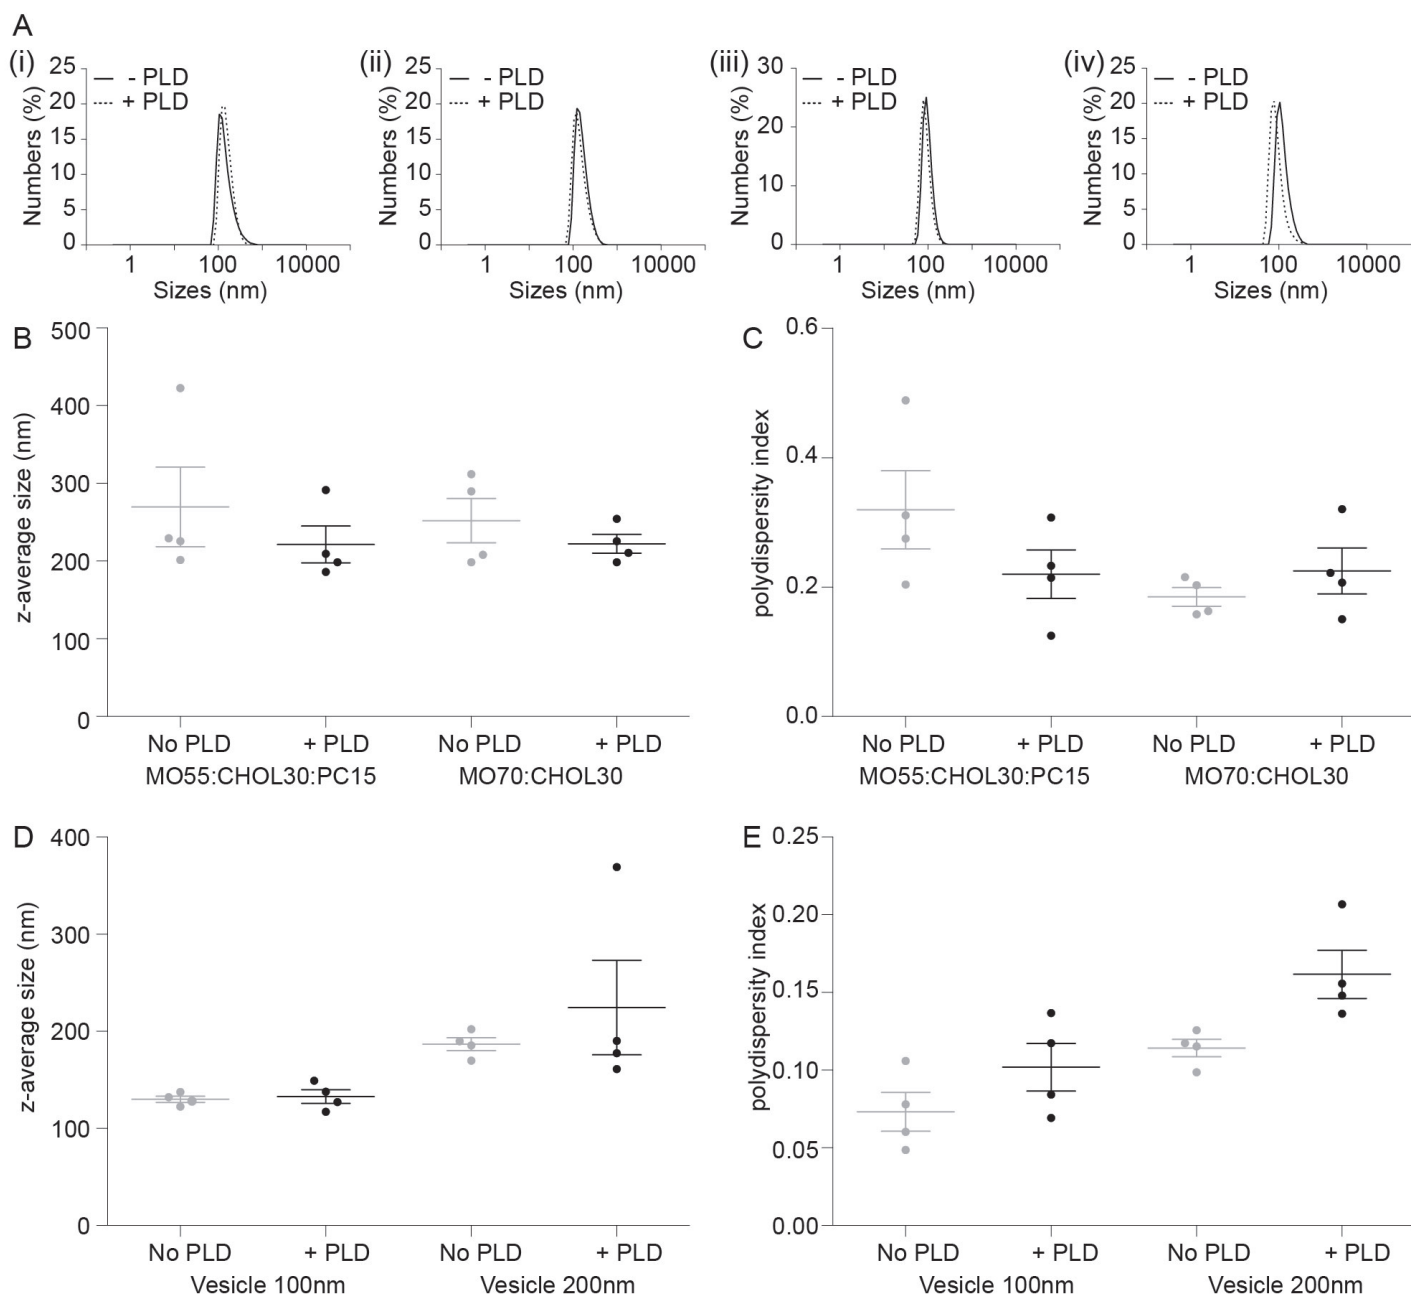 A
(i)
25
20
15
10
5
0
Numbers (%)
- PLD
+ PLD
1 100 10000
Sizes (nm)
(ii)
25
20
15
10
5
0
Numbers (%)
- PLD
+ PLD
1 100 10000
Sizes (nm)
(iii)
30
20
10
0
Numbers (%)
- PLD
+ PLD
1 100 10000
Sizes (nm)
(iv)
25
20
15
10
5
0
Numbers (%)
- PLD
+ PLD
1 100 10000
Sizes (nm)
B
500
400
300
200
100
0
z-average size (nm)
No PLD + PLD No PLD + PLD
MO55:CHOL30:PC15 MO70:CHOL30
C
0.6
0.4
0.2
0.0
polydispersity index
No PLD + PLD No PLD + PLD
MO55:CHOL30:PC15 MO70:CHOL30
D
400
300
200
100
0
z-average size (nm)
No PLD + PLD No PLD + PLD
Vesicle 100nm Vesicle 200nm
E
0.25
0.20
0.15
0.10
0.05
0.00
polydispersity index
No PLD + PLD No PLD + PLD
Vesicle 100nm Vesicle 200nm